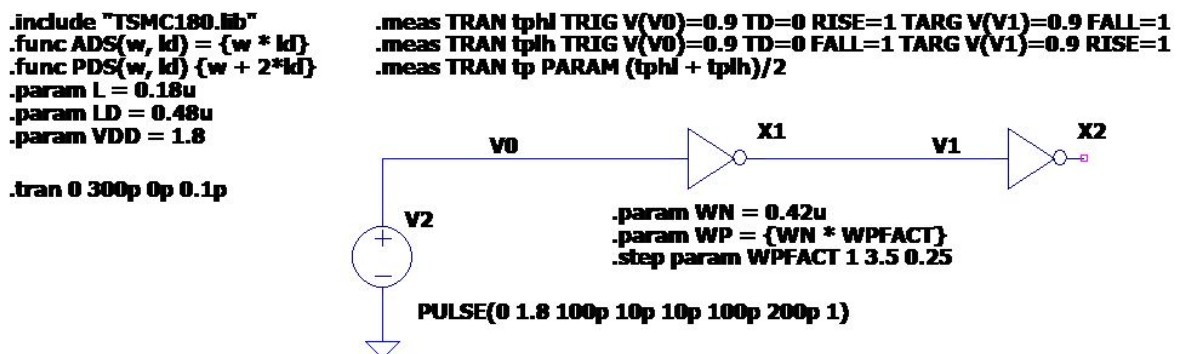 .include "TSMC180.lib"
.func ADS(w, ld) = {w * ld}
.func PDS(w, ld) {w + 2*ld}
.param L = 0.18u
.param LD = 0.48u
.param VDD = 1.8
.tran 0 300p 0p 0.1p
.meas TRAN tphl TRIG V(V0)=0.9 TD=0 RISE=1 TARG V(V1)=0.9 FALL=1
.meas TRAN tplh TRIG V(V0)=0.9 TD=0 FALL=1 TARG V(V1)=0.9 RISE=1
.meas TRAN tp PARAM (tphl + tplh)/2
V0
X1
V1
X2
V2
.param WN = 0.42u
.param WP = {WN * WPFACT}
.step param WPFACT 1 3.5 0.25
PULSE(0 1.8 100p 10p 10p 100p 200p 1)